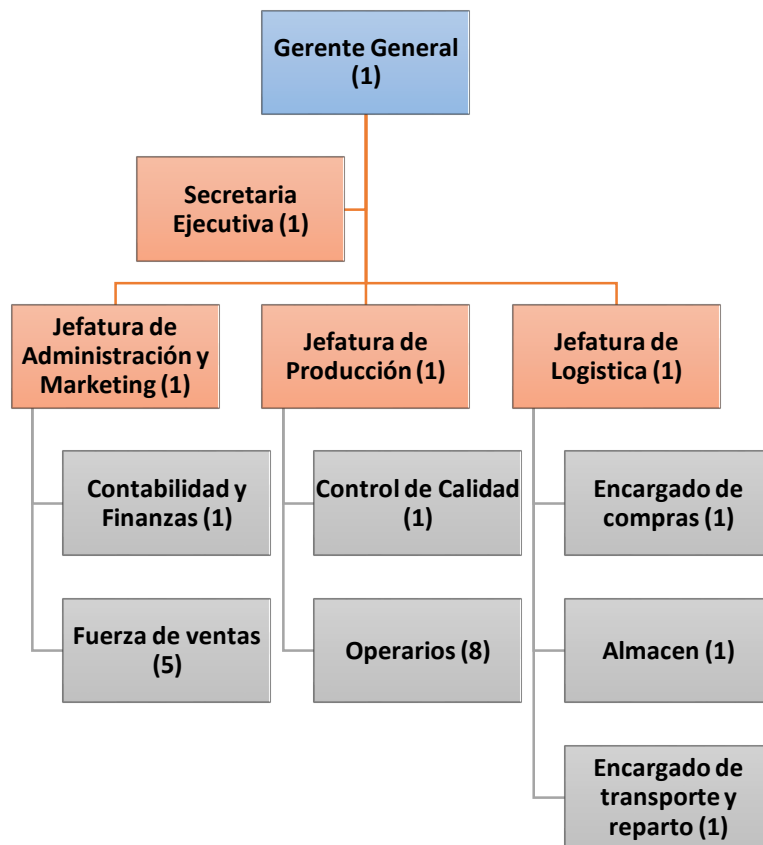 Gerente General
(1)
Secretaria
Ejecutiva (1)
Jefatura de
Administración y
Marketing (1)
Jefatura de
Producción (1)
Jefatura de
Logistica (1)
Contabilidad y
Finanzas (1)
Fuerza de ventas
(5)
Control de Calidad
(1)
Operarios (8)
Encargado de
compras (1)
Almacen (1)
Encargado de
transporte y
reparto (1)